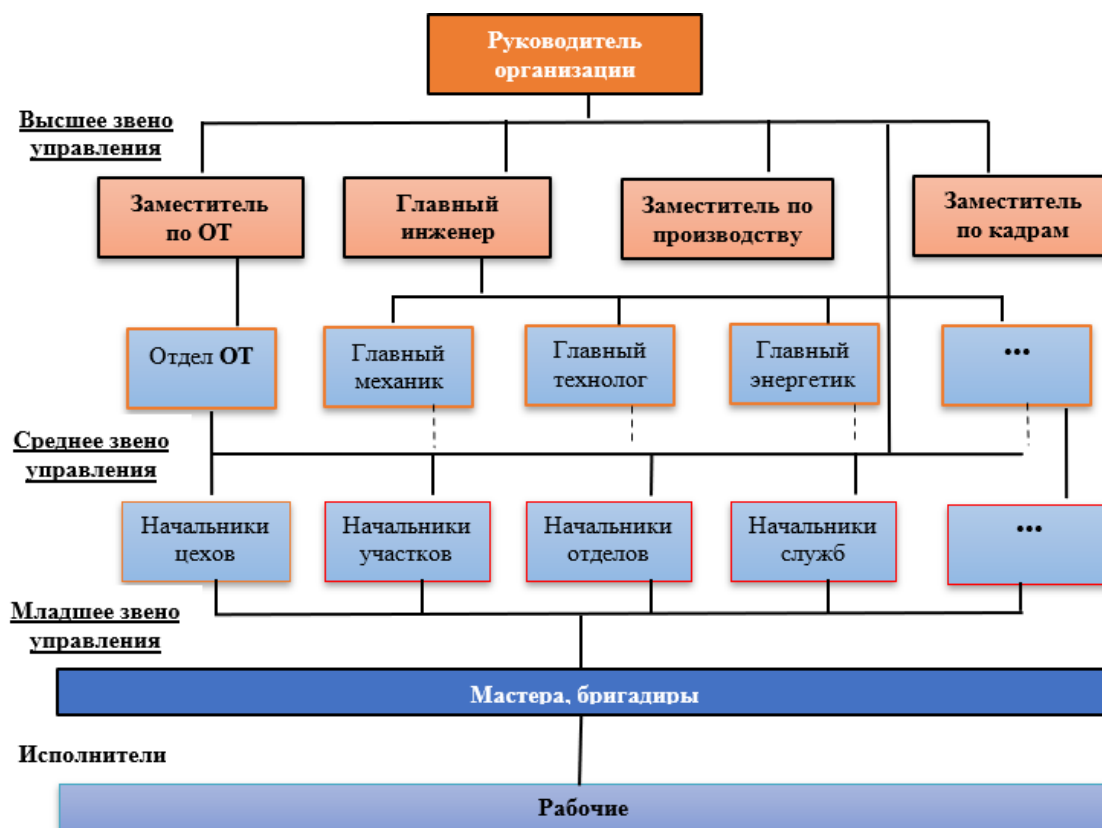 Руководитель
организации
Высшее звено
управления
Заместитель
по ОТ
Главный
инженер
Заместитель по
производству
Заместитель
по кадрам
Отдел ОТ
Главный
механик
Главный
технолог
Главный
энергетик
...
Среднее звено
управления
Начальники
цехов
Начальники
участков
Начальники
отделов
Начальники
служб
...
Младшее звено
управления
Мастера, бригадиры
Исполнители
Рабочие